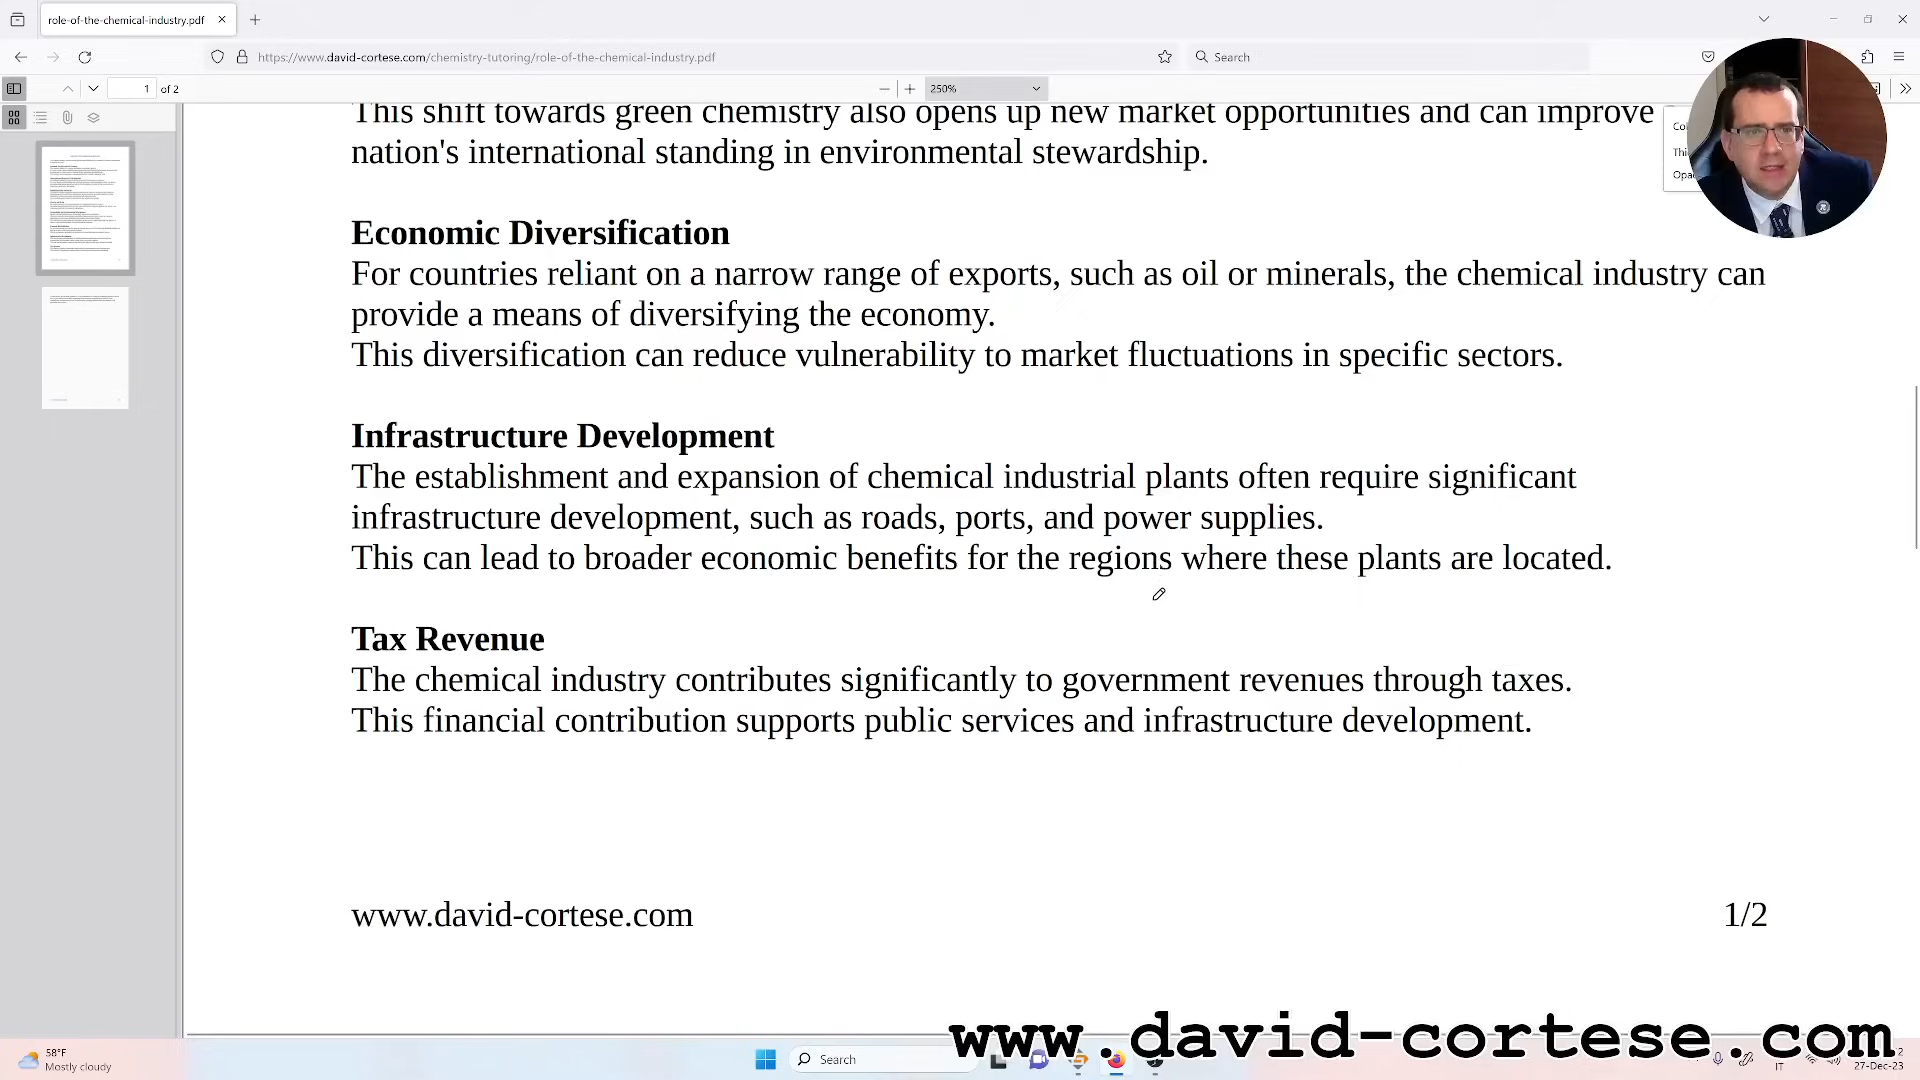 role-of-the-chemical-industry.pdf
https://www.david-cortese.com/chemistry-tutoring/role-of-the-chemical-industry.pdf
Search
1 of 2
250%
This shift towards green chemistry also opens up new market opportunities and can improve
nation's international standing in environmental stewardship.
Economic Diversification
For countries reliant on a narrow range of exports, such as oil or minerals, the chemical industry can
provide a means of diversifying the economy.
This diversification can reduce vulnerability to market fluctuations in specific sectors.
Infrastructure Development
The establishment and expansion of chemical industrial plants often require significant
infrastructure development, such as roads, ports, and power supplies.
This can lead to broader economic benefits for the regions where these plants are located.
Tax Revenue
The chemical industry contributes significantly to government revenues through taxes.
This financial contribution supports public services and infrastructure development.
www.david-cortese.com
1/2
www.david-cortese.com
58°F
Mostly cloudy
Search
IT
27-Dec-23